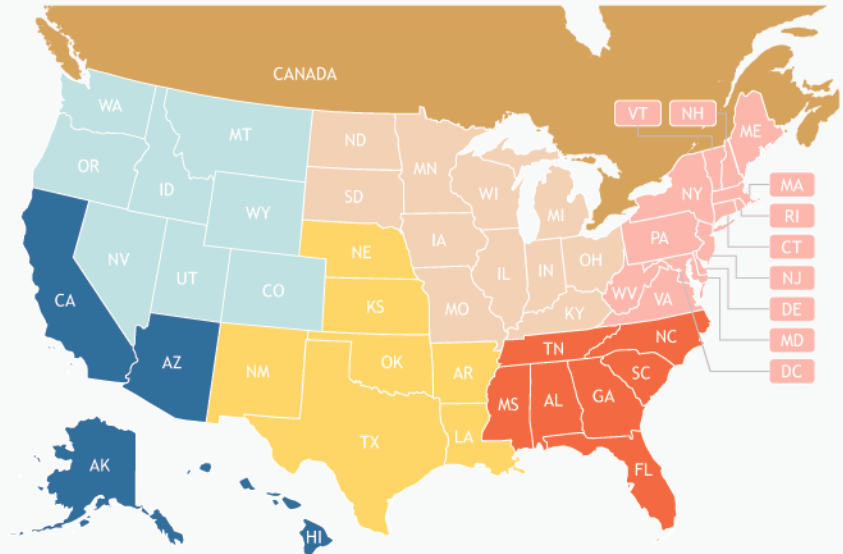 CANADA
WA
VT
NH
ME
MT
ND
OR
MN
MA
ID
SD
WI
NY
WY
MI
RI
IA
PA
CT
NV
NE
OH
UT
IL
IN
NJ
CO
WV
VA
CA
KS
MO
KY
DE
NC
MD
TN
AZ
NM
OK
AR
SC
DC
MS
AL
GA
TX
LA
AK
FL
HI